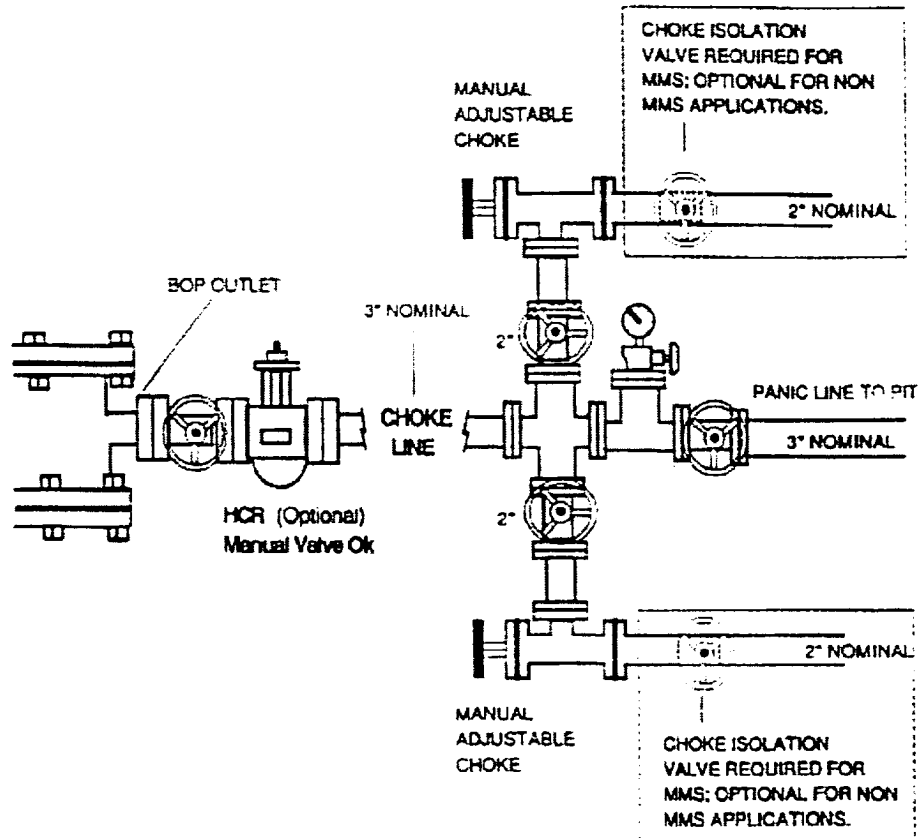 CHOKE ISOLATION
VALVE REQUIRED FOR
MMS; OPTIONAL FOR NON
MMS APPLICATIONS.
MANUAL
ADJUSTABLE
CHOKE
2" NOMINAL
BOP OUTLET
3" NOMINAL
2"
PANIC LINE TO PIT
CHOKE
LINE
3" NOMINAL
HCR (Optional)
Manual Valve Ok
2"
2" NOMINAL
MANUAL
ADJUSTABLE
CHOKE
CHOKE ISOLATION
VALVE REQUIRED FOR
MMS; OPTIONAL FOR NON
MMS APPLICATIONS.